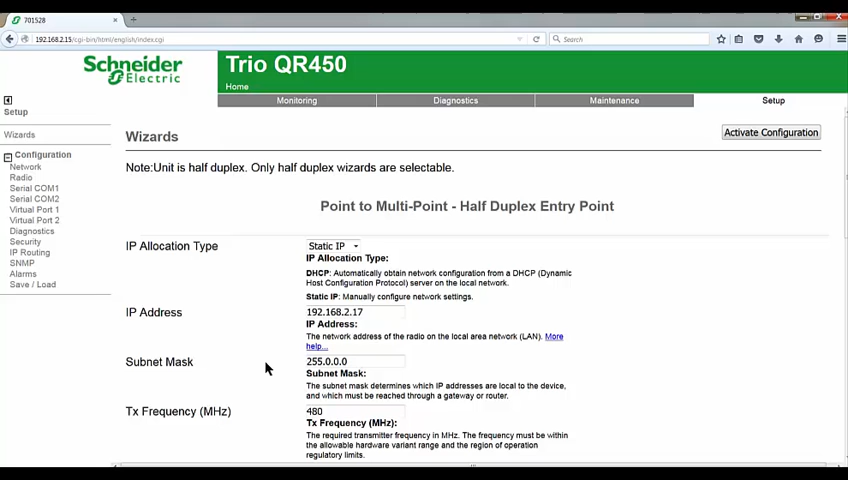 701528
192.168.2.15/cgi-bin/html/english/index.cgi
Search
Schneider
Electric
Trio QR450
Home
Monitoring
Diagnostics
Maintenance
Setup
Setup
Wizards
Configuration
Network
Radio
Serial COM1
Serial COM2
Virtual Port 1
Virtual Port 2
Diagnostics
Security
IP Routing
SNMP
Alarms
Save / Load
Wizards
Activate Configuration
Note:Unit is half duplex. Only half duplex wizards are selectable.
Point to Multi-Point - Half Duplex Entry Point
IP Allocation Type
Static IP
IP Allocation Type:
DHCP: Automatically obtain network configuration from a DHCP (Dynamic
Host Configuration Protocol) server on the local network.
Static IP: Manually configure network settings.
IP Address
192.168.2.17
IP Address:
The network address of the radio on the local area network (LAN). More
help...
Subnet Mask
255.0.0.0
Subnet Mask:
The subnet mask determines which IP addresses are local to the device,
and which must be reached through a gateway or router.
Tx Frequency (MHz)
480
Tx Frequency (MHz):
The required transmitter frequency in MHz. The frequency must be within
the allowable hardware variant range and the region of operation
regulatory limits.